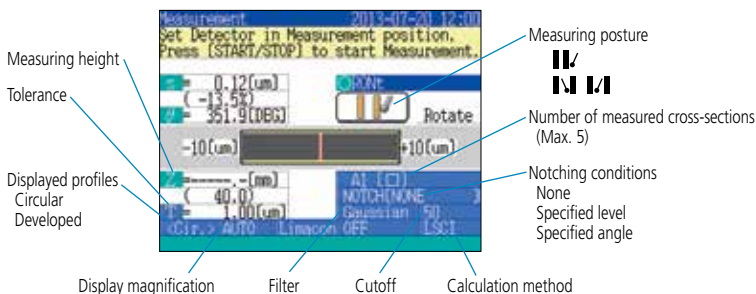 Measurement 2013-07-20 12:00
Set Detector in Measurement position.
Press [START/STOP] to start Measurement.
Measuring height
Tolerance
Displayed profiles
Circular
Developed
= 0.12[um]
( -13.5%)
= 351.9[DEG]
Rotate
-10[um] +10[um]
Z =-----.-[mm]
( 40.0)
= 1.00[um]
A1 [□]
NOTCH[NONE ]
Gaussian 50
<Cir.> AUTO Limacon OFF LSCI
Measuring posture
Number of measured cross-sections
(Max. 5)
Notching conditions
None
Specified level
Specified angle
Display magnification Filter Cutoff Calculation method